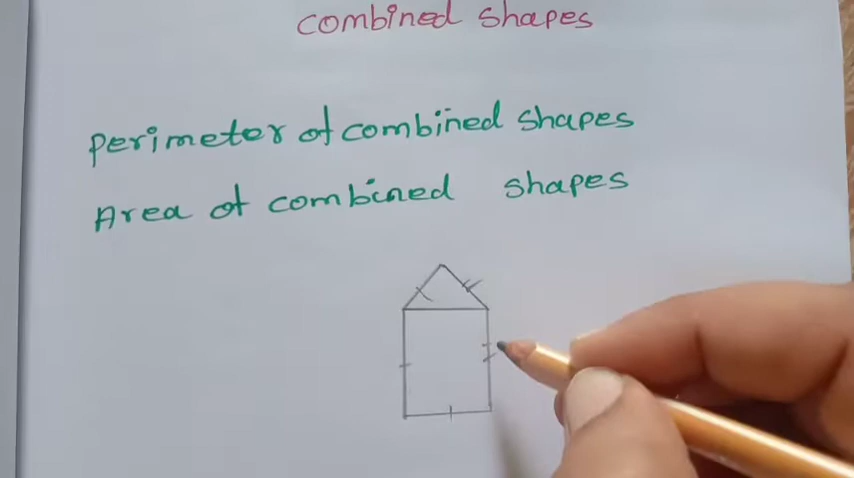 combined shapes
Perimeter of combined shapes
Area of combined shapes